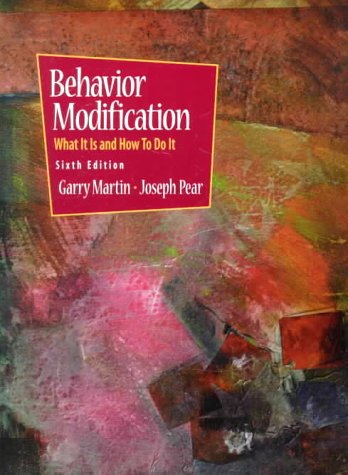 Behavior
Modification
What It Is and How To Do It
Sixth Edition
Garry Martin • Joseph Pear